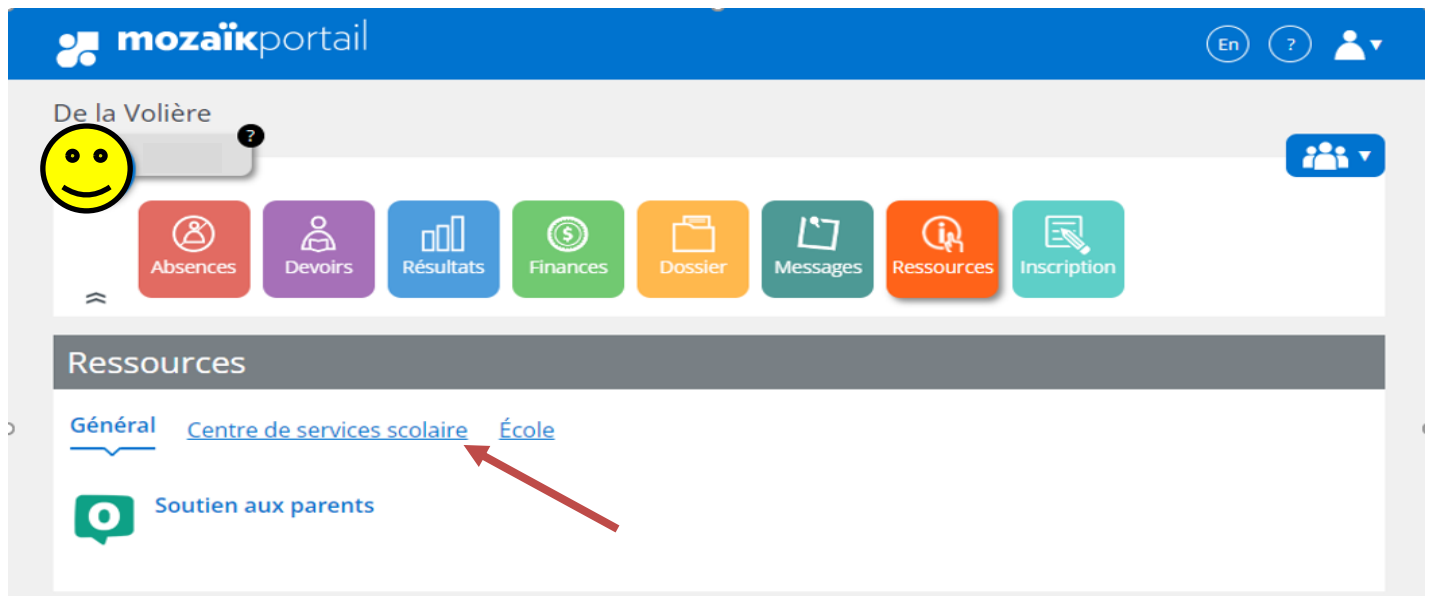 mozaïkportail
En ?
De la Volière
?
Absences Devoirs Résultats Finances Dossier Messages Ressources Inscription
Ressources
Général Centre de services scolaire École
Soutien aux parents